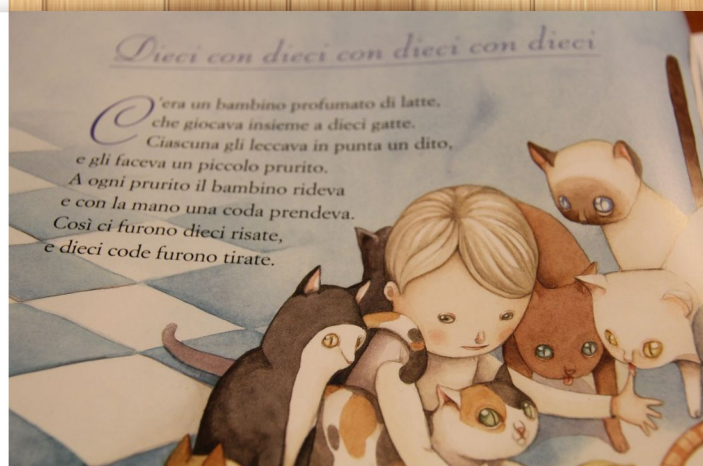 Dieci con dieci con dieci con dieci
C'era un bambino profumato di latte,
che giocava insieme a dieci gatte.
Ciascuna gli leccava in punta un dito,
e gli faceva un piccolo prurito.
A ogni prurito il bambino rideva
e con la mano una coda prendeva.
Così ci furono dieci risate,
e dieci code furono tirate.